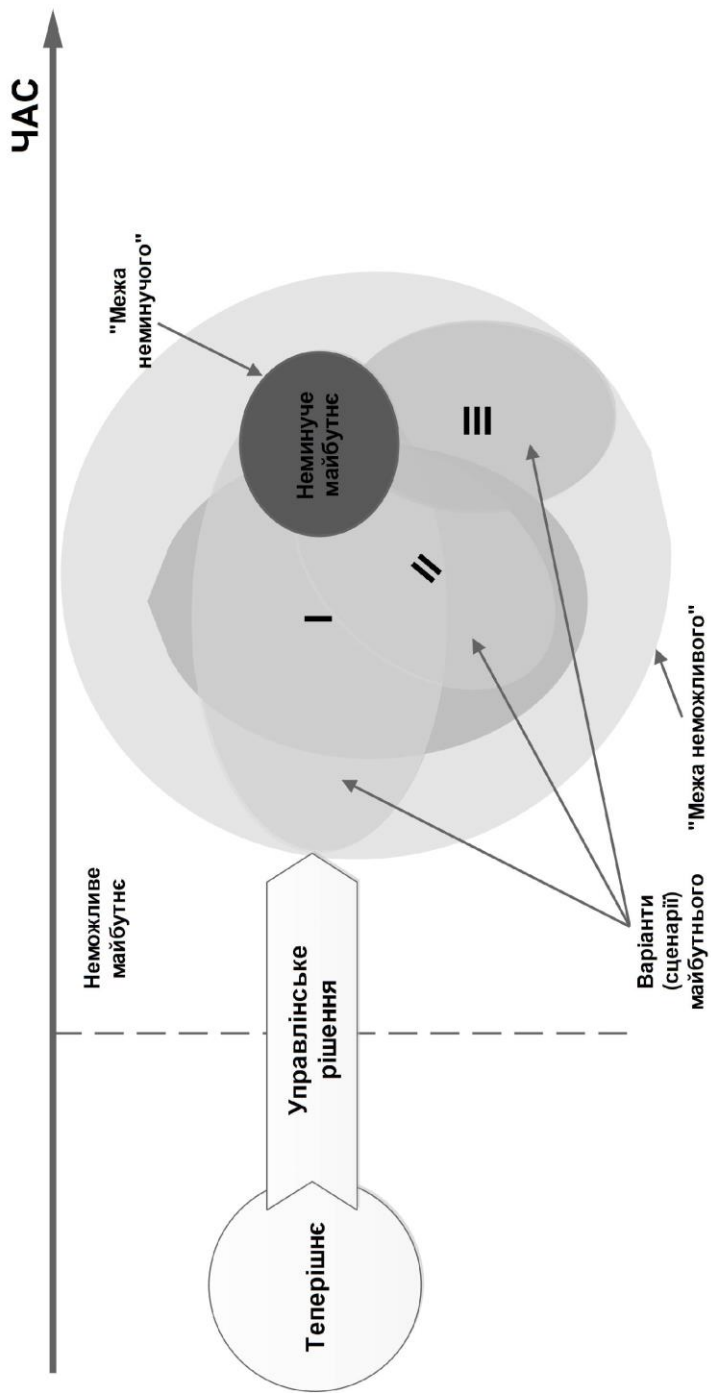 ЧАС
"Межа
неминучого"
Неможливе
майбутнє
Неминуче
майбутнє
Теперішнє
Управлінське
рішення
I
II
III
Варіанти
(сценарії)
майбутнього
"Межа неможливого"